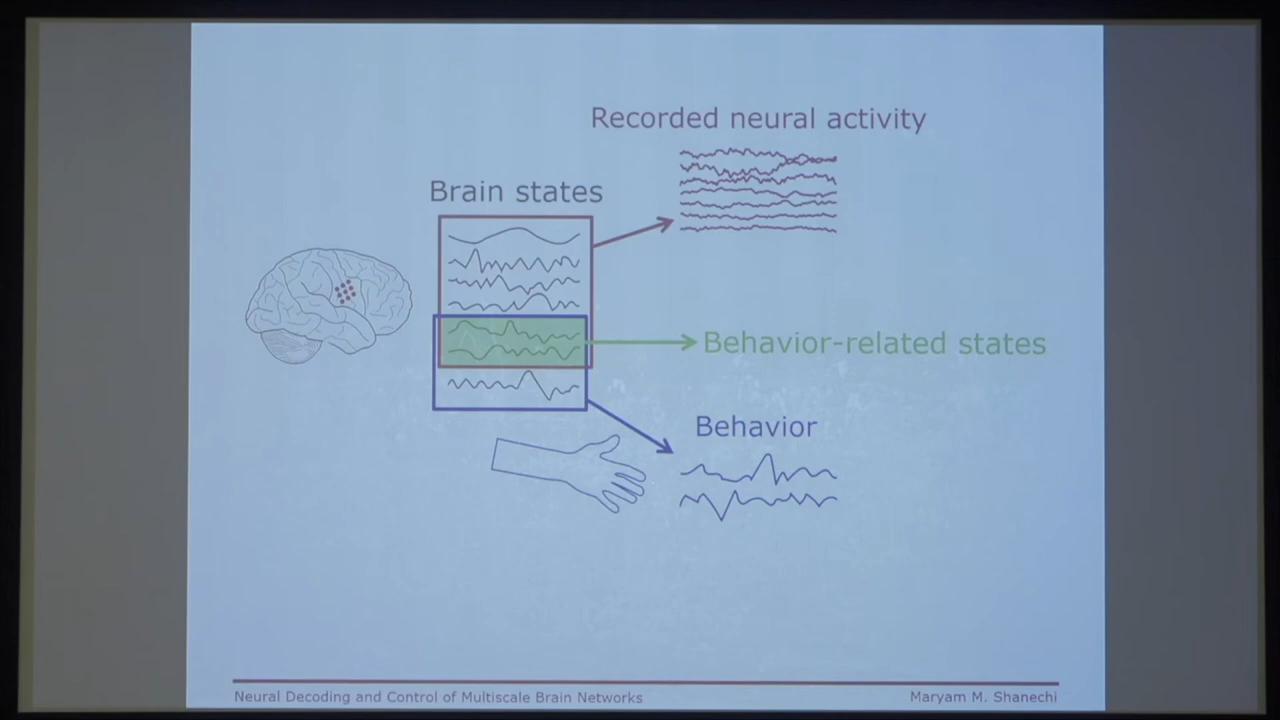 Recorded neural activity
Brain states
Behavior-related states
Behavior
Neural Decoding and Control of Multiscale Brain Networks
Maryam M. Shanechi